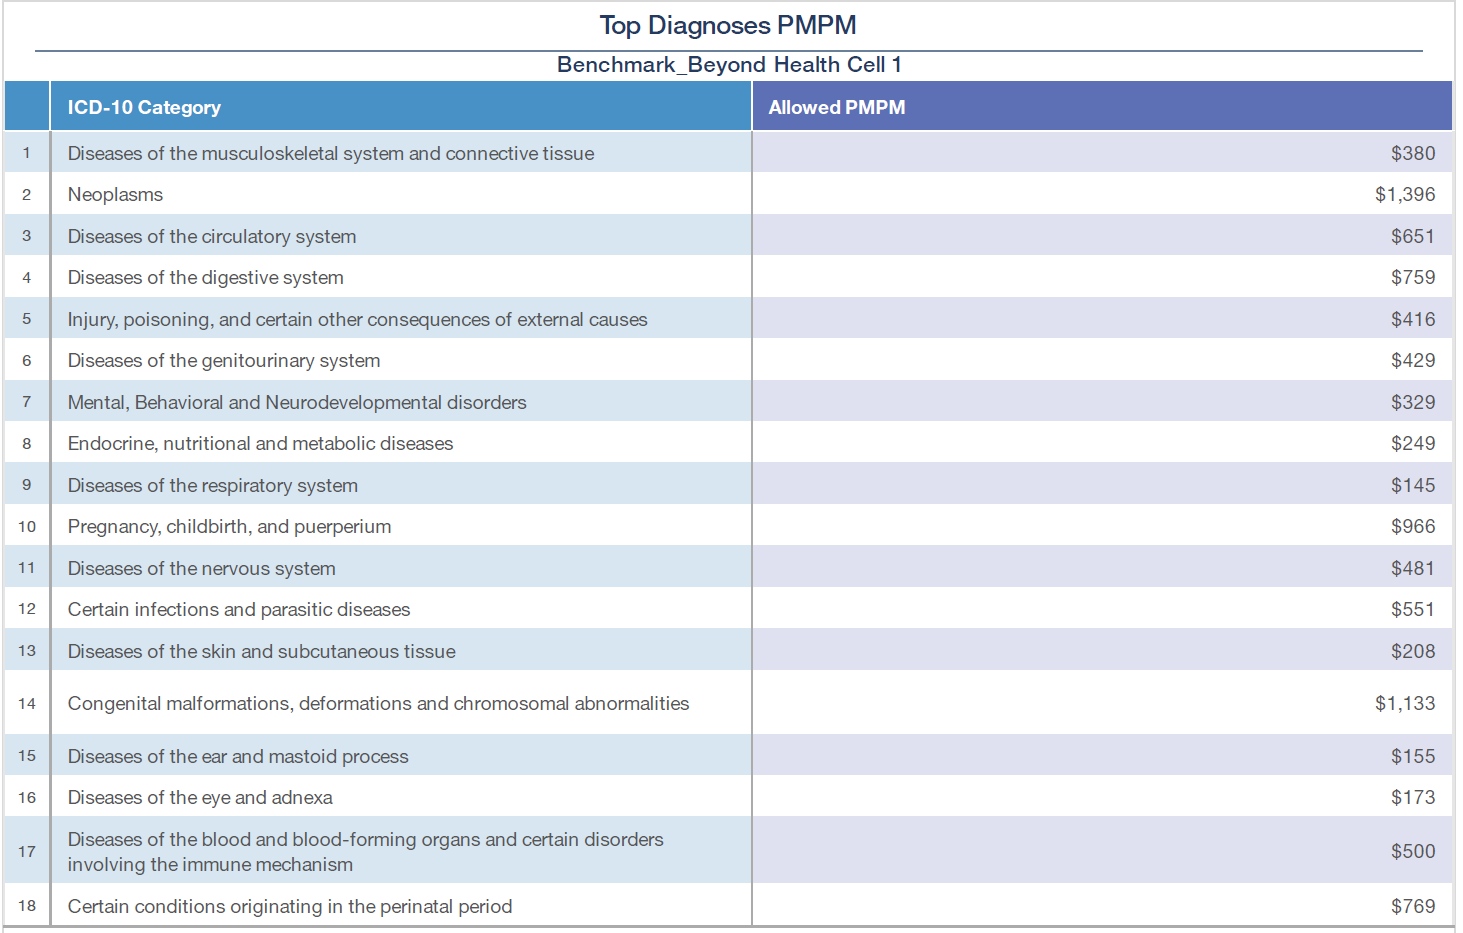 Top Diagnoses PMPM
Benchmark_Beyond Health Cell 1
ICD-10 Category Allowed PMPM
1 Diseases of the musculoskeletal system and connective tissue $380
2 Neoplasms $1,396
3 Diseases of the circulatory system $651
4 Diseases of the digestive system $759
5 Injury, poisoning, and certain other consequences of external causes $416
6 Diseases of the genitourinary system $429
7 Mental, Behavioral and Neurodevelopmental disorders $329
8 Endocrine, nutritional and metabolic diseases $249
9 Diseases of the respiratory system $145
10 Pregnancy, childbirth, and puerperium $966
11 Diseases of the nervous system $481
12 Certain infections and parasitic diseases $551
13 Diseases of the skin and subcutaneous tissue $208
14 Congenital malformations, deformations and chromosomal abnormalities $1,133
15 Diseases of the ear and mastoid process $155
16 Diseases of the eye and adnexa $173
17 Diseases of the blood and blood-forming organs and certain disorders
involving the immune mechanism $500
18 Certain conditions originating in the perinatal period $769